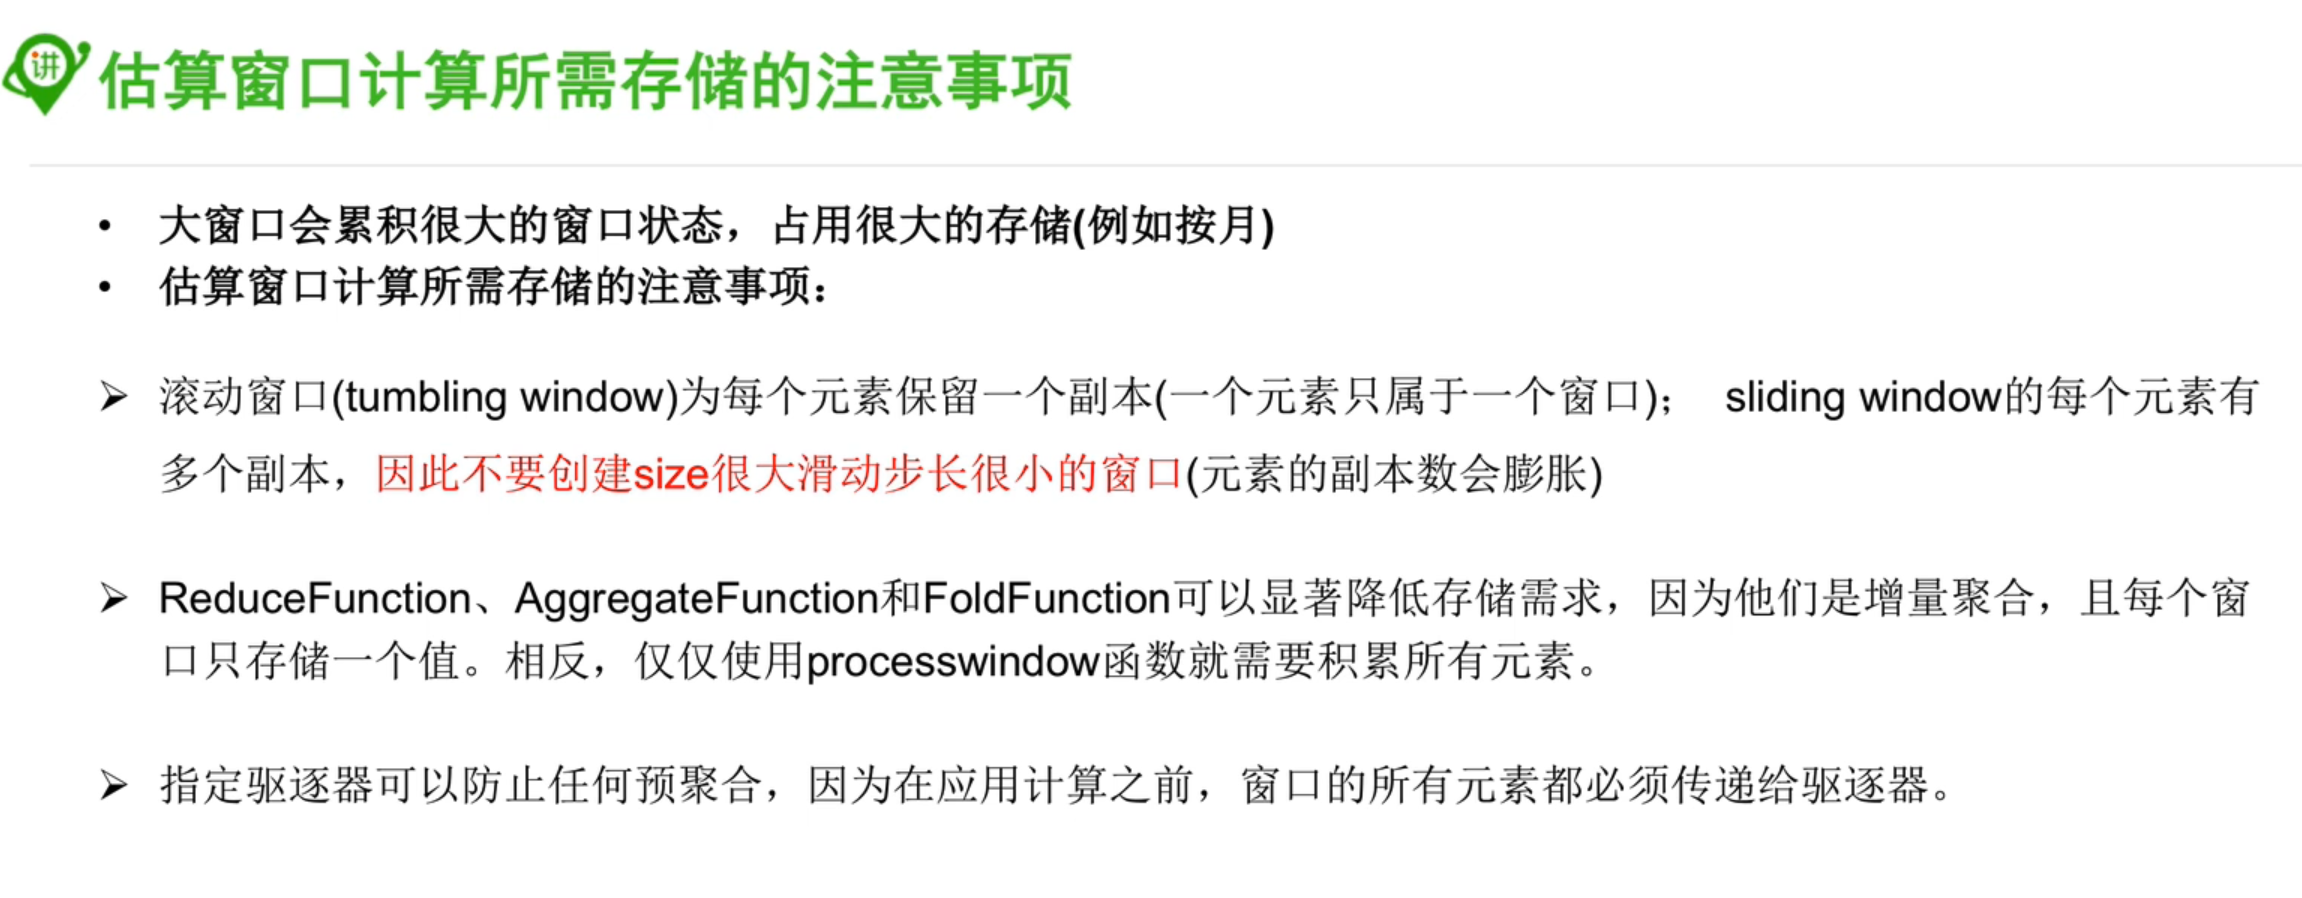 讲
估算窗口计算所需存储的注意事项
• 大窗口会累积很大的窗口状态，占用很大的存储(例如按月)
• 估算窗口计算所需存储的注意事项：
➢ 滚动窗口(tumbling window)为每个元素保留一个副本(一个元素只属于一个窗口)； sliding window的每个元素有
多个副本，因此不要创建size很大滑动步长很小的窗口(元素的副本数会膨胀)
➢ ReduceFunction、AggregateFunction和FoldFunction可以显著降低存储需求，因为他们是增量聚合，且每个窗
口只存储一个值。相反，仅仅使用processwindow函数就需要积累所有元素。
➢ 指定驱逐器可以防止任何预聚合，因为在应用计算之前，窗口的所有元素都必须传递给驱逐器。